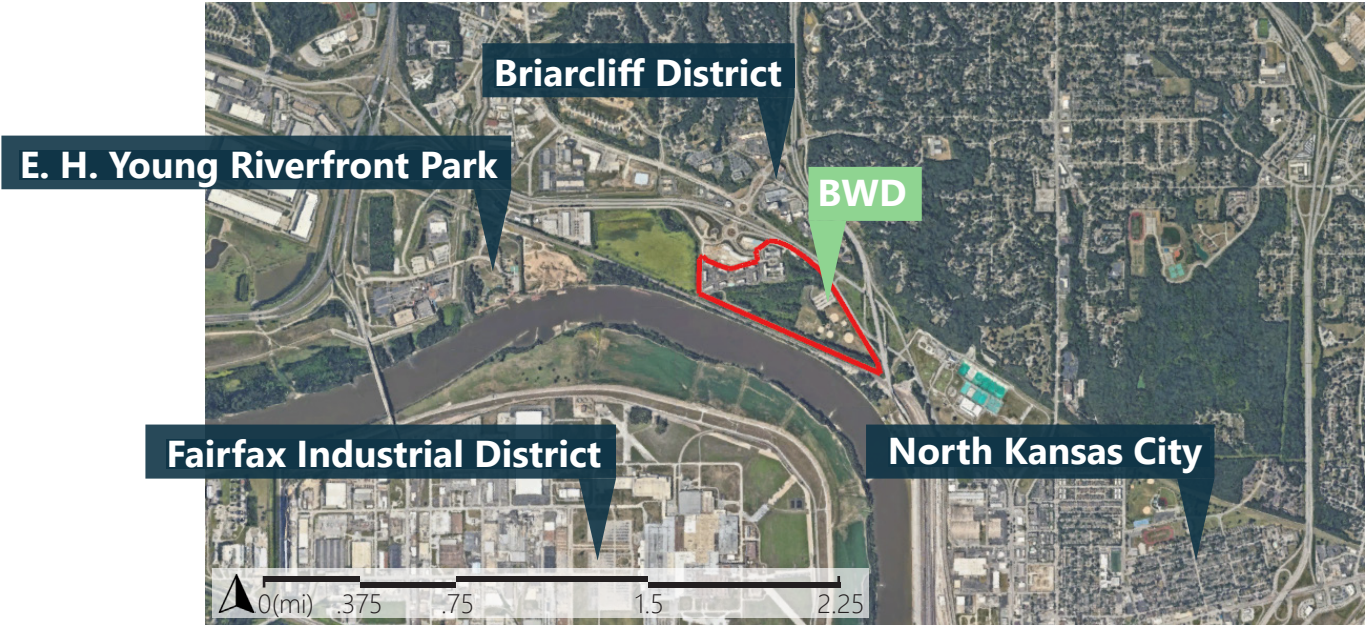 Briarcliff District
E. H. Young Riverfront Park
BWD
Fairfax Industrial District
North Kansas City
0(mi) .375 .75 1.5 2.25